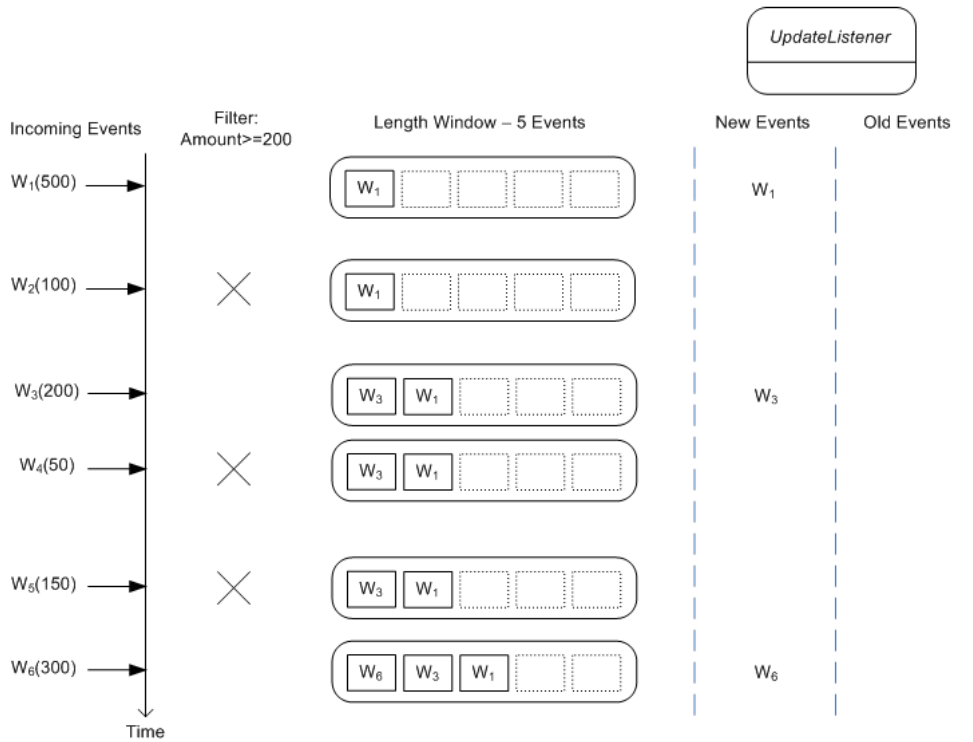 UpdateListener
Incoming Events
Filter:
Amount>=200
Length Window – 5 Events
New Events
Old Events
W₁(500)
W₁
W₁
W₂(100)
W₁
W₃(200)
W₃ W₁
W₃
W₄(50)
W₃ W₁
W₅(150)
W₃ W₁
W₆(300)
W₆ W₃ W₁
W₆
Time